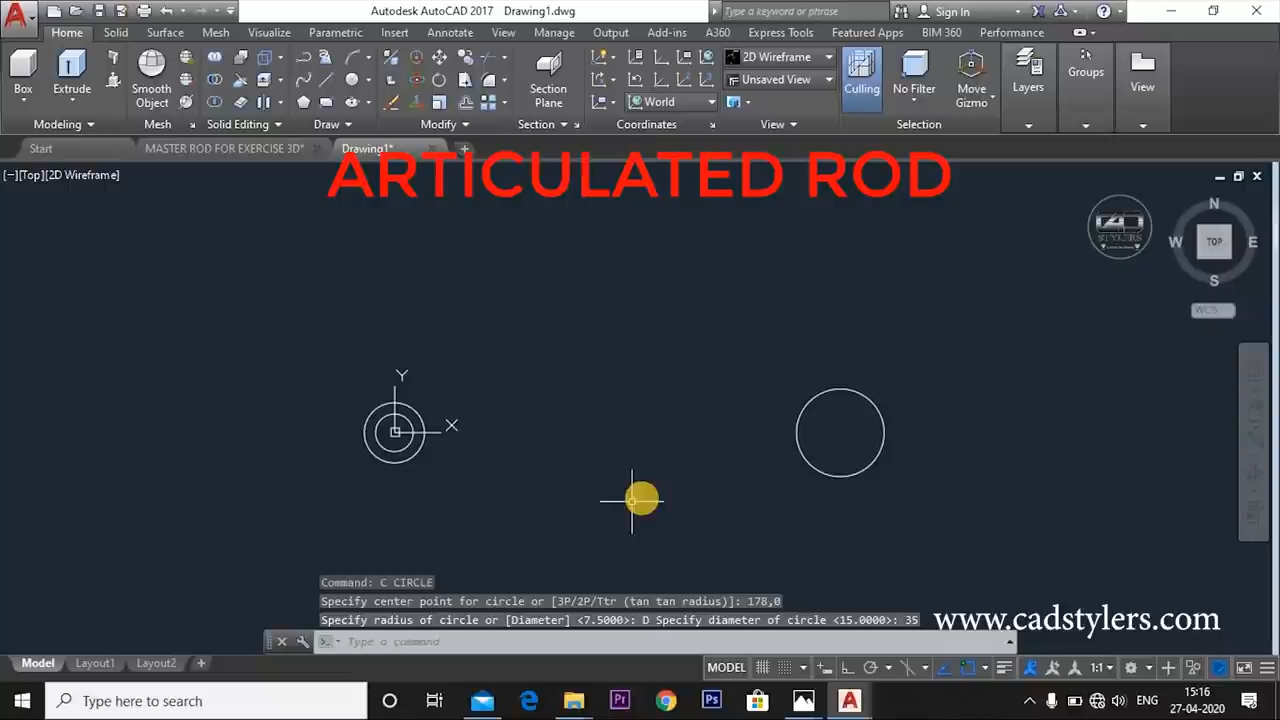 Autodesk AutoCAD 2017 Drawing1.dwg
Type a keyword or phrase
Sign In
Home
Solid
Surface
Mesh
Visualize
Parametric
Insert
Annotate
View
Manage
Output
Add-ins
A360
Express Tools
Featured Apps
BIM 360
Performance
Box
Extrude
Smooth
Object
Section
Plane
World
2D Wireframe
Unsaved View
Culling
No Filter
Move
Gizmo
Layers
Groups
View
Modeling
Mesh
Solid Editing
Draw
Modify
Section
Coordinates
View
Selection
Start
MASTER ROD FOR EXERCISE 3D*
Drawing1*
ARTICULATED ROD
[−][Top][2D Wireframe]
STYLERS
N
W
TOP
E
S
WCS
Y
X
Command: C CIRCLE
Specify center point for circle or [3P/2P/Ttr (tan tan radius)]: 178,0
Specify radius of circle or [Diameter] <7.5000>: D Specify diameter of circle <15.0000>: 35
Type a command
www.cadstylers.com
Model
Layout1
Layout2
MODEL
1:1
Type here to search
Pr
Ps
ENG
15:16
27-04-2020